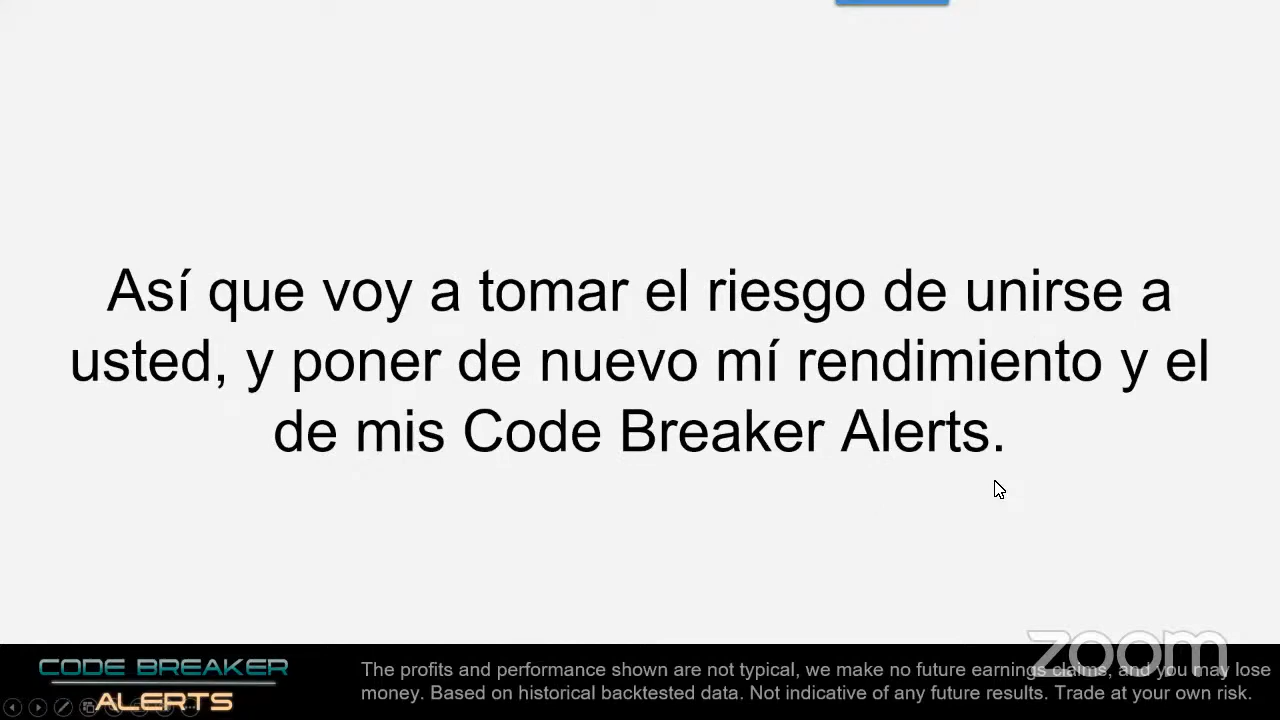 Así que voy a tomar el riesgo de unirse a
usted, y poner de nuevo mí rendimiento y el
de mis Code Breaker Alerts.
zoom
CODE BREAKER
ALERTS
The profits and performance shown are not typical, we make no future earnings claims, and you may lose
money. Based on historical backtested data. Not indicative of any future results. Trade at your own risk.